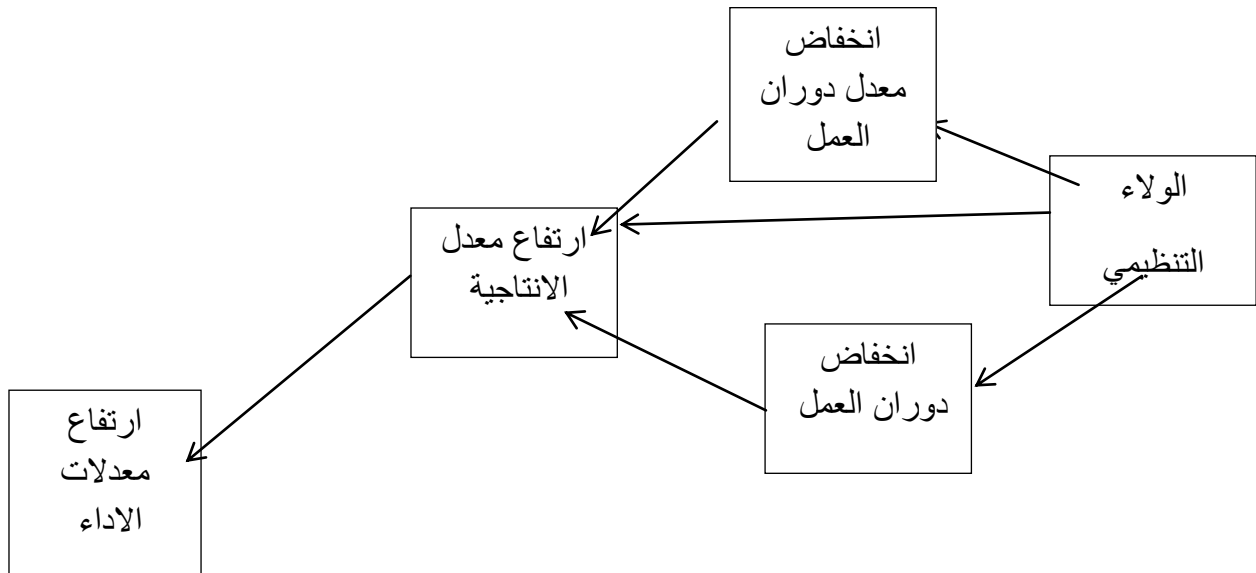 الولاء
التنظيمي
انخفاض
معدل دوران
العمل
انخفاض
دوران العمل
ارتفاع معدل
الانتاجية
ارتفاع
معدلات
الاداء